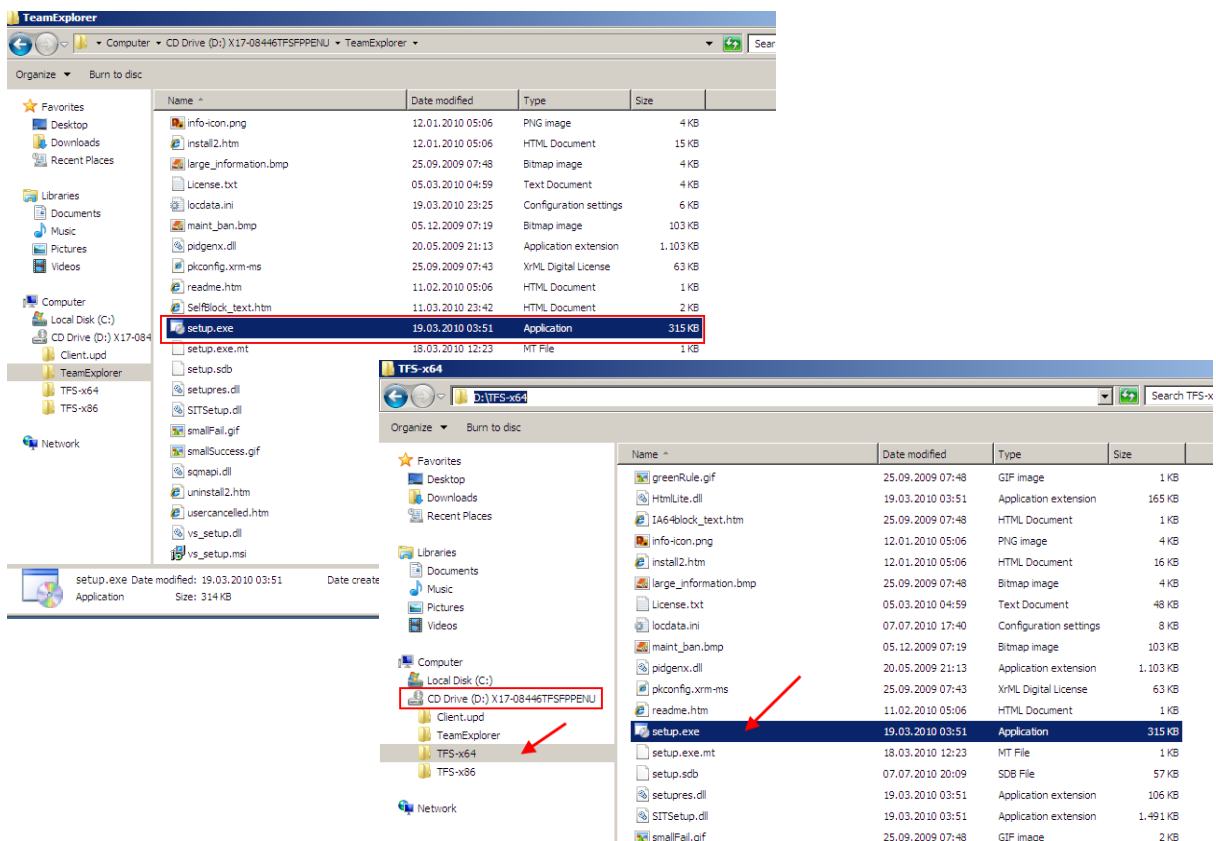 TeamExplorer
Computer CD Drive (D:) X17-08446TFSFPPENU TeamExplorer Sear
Organize Burn to disc
Favorites
Desktop
Downloads
Recent Places
Libraries
Documents
Music
Pictures
Videos
Computer
Local Disk (C:)
CD Drive (D:) X17-084
Client.upd
TeamExplorer
TFS-x64
TFS-x86
Network
Name Date modified Type Size
info-icon.png 12.01.2010 05:06 PNG image 4 KB
install2.htm 12.01.2010 05:06 HTML Document 15 KB
large_information.bmp 25.09.2009 07:48 Bitmap image 4 KB
License.txt 05.03.2010 04:59 Text Document 4 KB
locdata.ini 19.03.2010 23:25 Configuration settings 6 KB
maint_ban.bmp 05.12.2009 07:19 Bitmap image 103 KB
pidgenx.dll 20.05.2009 21:13 Application extension 1.103 KB
pkconfig.xrm-ms 25.09.2009 07:43 XrML Digital License 63 KB
readme.htm 11.02.2010 05:06 HTML Document 1 KB
SelfBlock_text.htm 11.03.2010 23:42 HTML Document 2 KB
setup.exe 19.03.2010 03:51 Application 315 KB
setup.exe.mt 18.03.2010 12:23 MT File 1 KB
setup.sdb
setupres.dll
SITSetup.dll
smallFail.gif
smallSuccess.gif
sqmapi.dll
uninstall2.htm
usercancelled.htm
vs_setup.dll
vs_setup.msi
setup.exe Date modified: 19.03.2010 03:51 Date create
Application Size: 314 KB
TFS-x64
D:\TFS-x64 Search TFS-x
Organize Burn to disc
Favorites
Desktop
Downloads
Recent Places
Libraries
Documents
Music
Pictures
Videos
Computer
Local Disk (C:)
CD Drive (D:) X17-08446TFSFPPENU
Client.upd
TeamExplorer
TFS-x64
TFS-x86
Network
Name Date modified Type Size
greenRule.gif 25.09.2009 07:48 GIF image 1 KB
HtmlLite.dll 19.03.2010 03:51 Application extension 165 KB
IA64block_text.htm 25.09.2009 07:48 HTML Document 1 KB
info-icon.png 12.01.2010 05:06 PNG image 4 KB
install2.htm 12.01.2010 05:06 HTML Document 16 KB
large_information.bmp 25.09.2009 07:48 Bitmap image 4 KB
License.txt 05.03.2010 04:59 Text Document 48 KB
locdata.ini 07.07.2010 17:40 Configuration settings 8 KB
maint_ban.bmp 05.12.2009 07:19 Bitmap image 103 KB
pidgenx.dll 20.05.2009 21:13 Application extension 1.103 KB
pkconfig.xrm-ms 25.09.2009 07:43 XrML Digital License 63 KB
readme.htm 11.02.2010 05:06 HTML Document 1 KB
setup.exe 19.03.2010 03:51 Application 315 KB
setup.exe.mt 18.03.2010 12:23 MT File 1 KB
setup.sdb 07.07.2010 20:09 SDB File 57 KB
setupres.dll 19.03.2010 03:51 Application extension 106 KB
SITSetup.dll 19.03.2010 03:51 Application extension 1.491 KB
smallFail.gif 25.09.2009 07:48 GIF image 2 KB